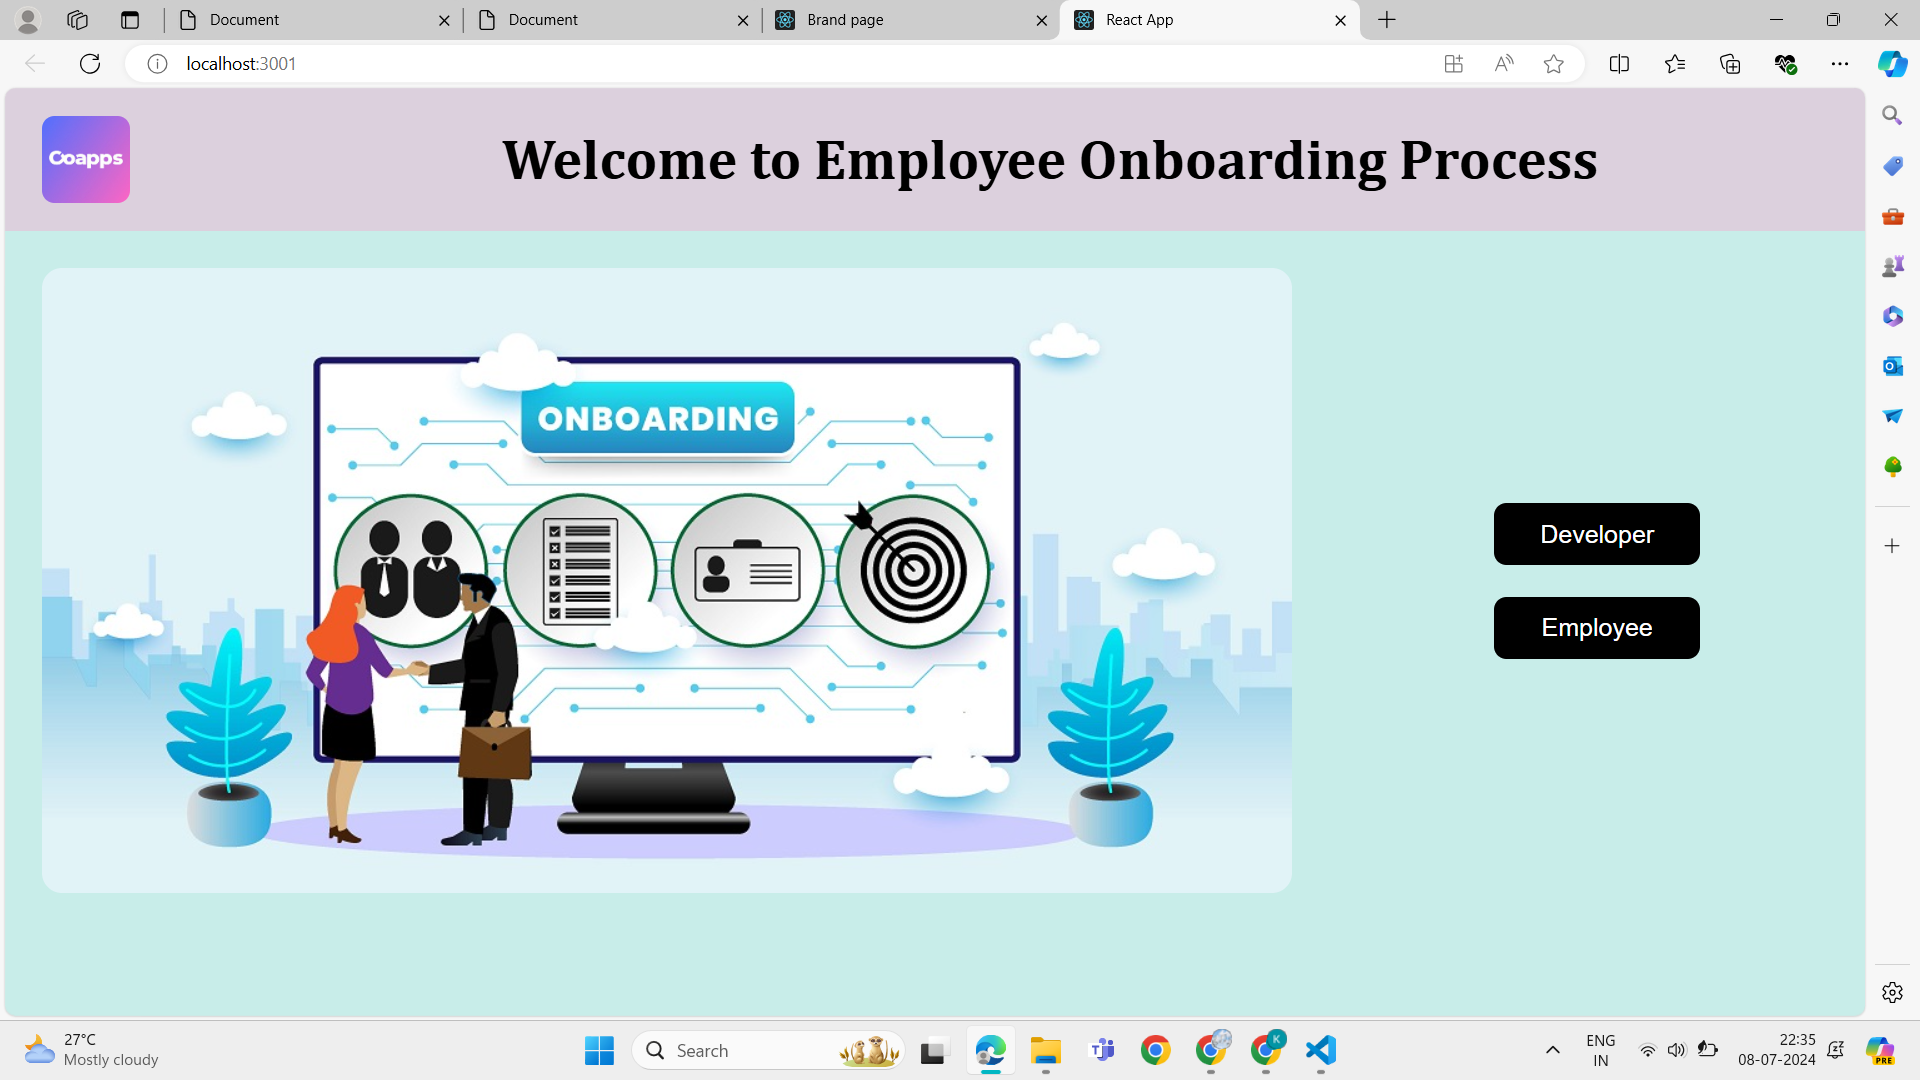 Document
Document
Brand page
React App
localhost:3001
Coapps
Welcome to Employee Onboarding Process
ONBOARDING
Developer
Employee
27°C
Mostly cloudy
Search
ENG
IN
22:35
08-07-2024
K
PRE